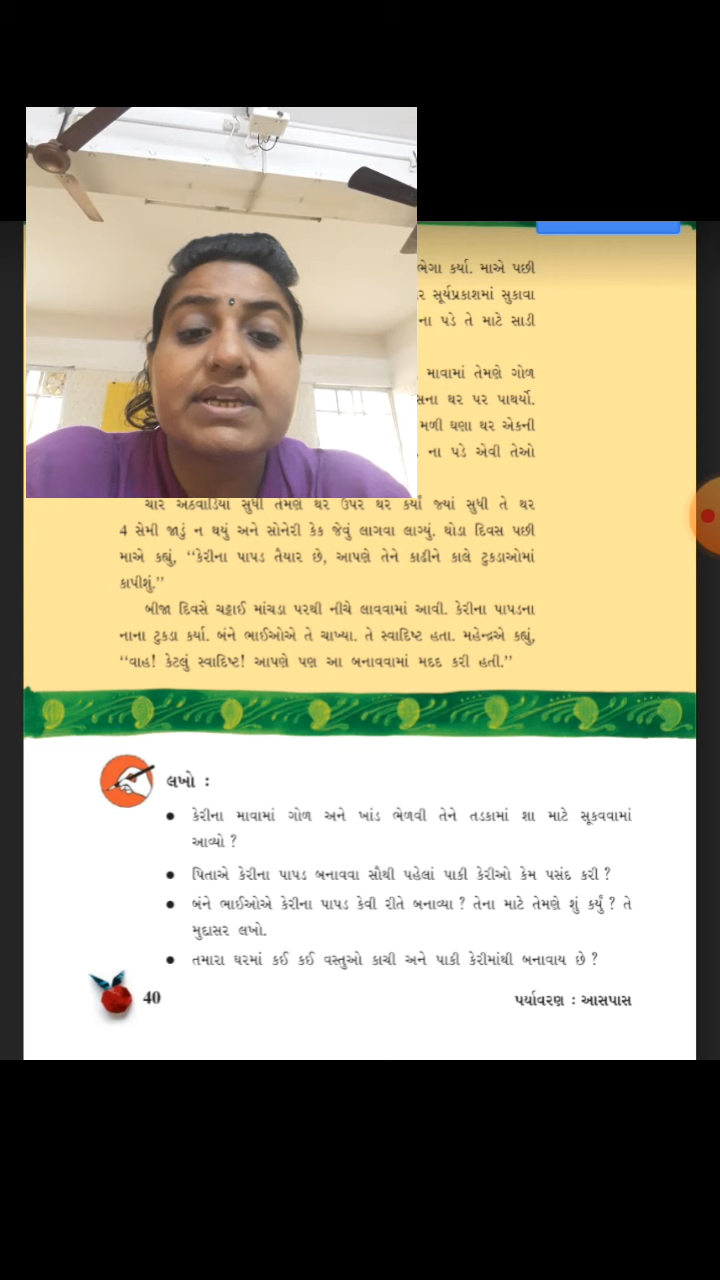 ભેગા કર્યા. માએ પછી
ર સૂર્યપ્રકાશમાં સુકાવા
ના પડે તે માટે સાડી
માવામાં તેમણે ગોળ
સના થર પર પાથર્યો.
મળી ઘણા થર એકની
ના પડે એવી તેઓ
ચાર અઠવાડિયા સુધી તેમણે થર ઉપર થર કર્યાં જ્યાં સુધી તે થર
4 સેમી જાડું ન થયું અને સોનેરી કેક જેવું લાગવા લાગ્યું. થોડા દિવસ પછી
માએ કહ્યું, “કેરીના પાપડ તૈયાર છે, આપણે તેને કાઢીને કાલે ટુકડાઓમાં
કાપીશું.”
બીજા દિવસે ચટ્ટાઈ માંચડા પરથી નીચે લાવવામાં આવી. કેરીના પાપડના
નાના ટુકડા કર્યા. બંને ભાઈઓએ તે ચાખ્યા. તે સ્વાદિષ્ટ હતા. મહેન્દ્રએ કહ્યું,
“વાહ! કેટલું સ્વાદિષ્ટ! આપણે પણ આ બનાવવામાં મદદ કરી હતી.”
લખો :
• કેરીના માવામાં ગોળ અને ખાંડ ભેળવી તેને તડકામાં શા માટે સૂકવવામાં
આવ્યો ?
• પિતાએ કેરીના પાપડ બનાવવા સૌથી પહેલાં પાકી કેરીઓ કેમ પસંદ કરી ?
• બંને ભાઈઓએ કેરીના પાપડ કેવી રીતે બનાવ્યા ? તેના માટે તેમણે શું કર્યું ? તે
મુદ્દાસર લખો.
• તમારા ઘરમાં કઈ કઈ વસ્તુઓ કાચી અને પાકી કેરીમાંથી બનાવાય છે ?
40
પર્યાવરણ : આસપાસ